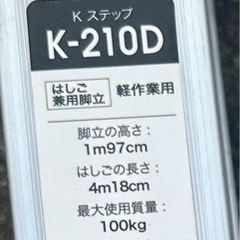 K ステップ
K-210D
はしご
兼用脚立 軽作業用
脚立の高さ:
1m97cm
はしごの長さ:
4m18cm
最大使用質量:
100kg